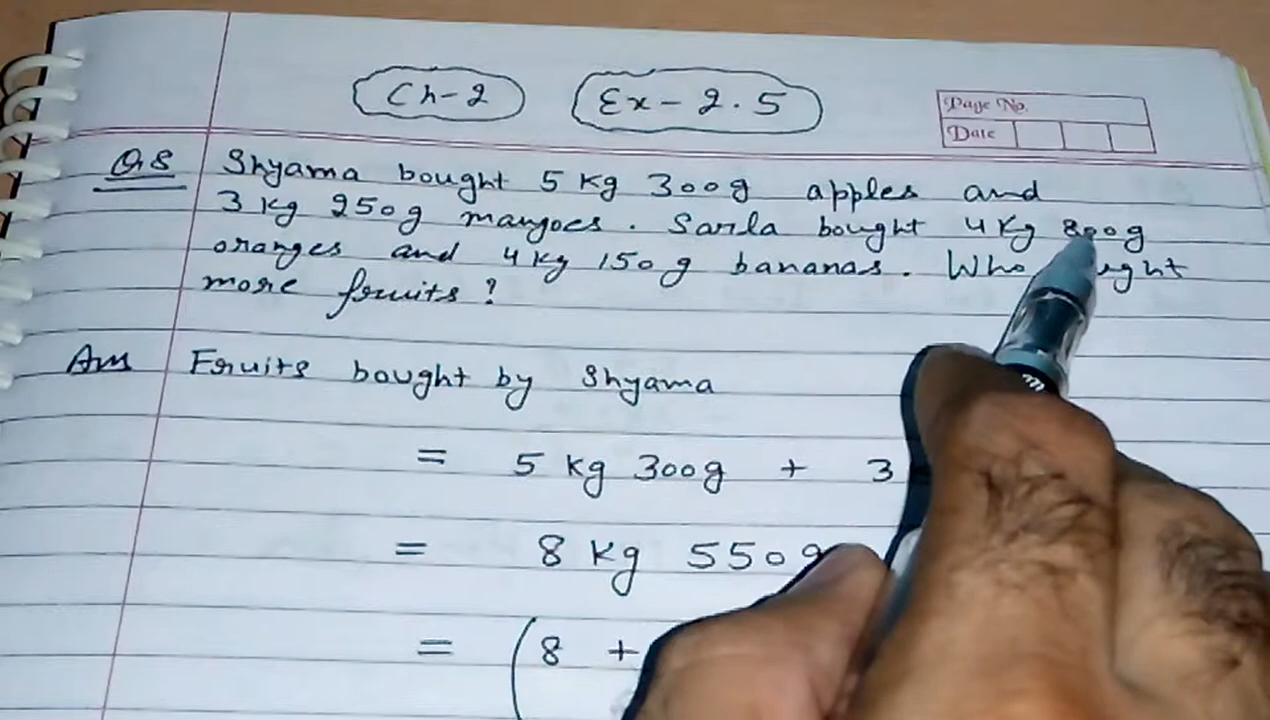 Ch-2 Ex-2.5
Page No.
Date
Q.8 Shyama bought 5 Kg 300g apples and
3 Kg 250g mangoes. Sarla bought 4 Kg 800g
oranges and 4 Kg 150 g bananas. Who
more fruits?
Ans Fruits bought by Shyama
= 5 Kg 300g + 3
= 8 Kg 550g
= (8 +